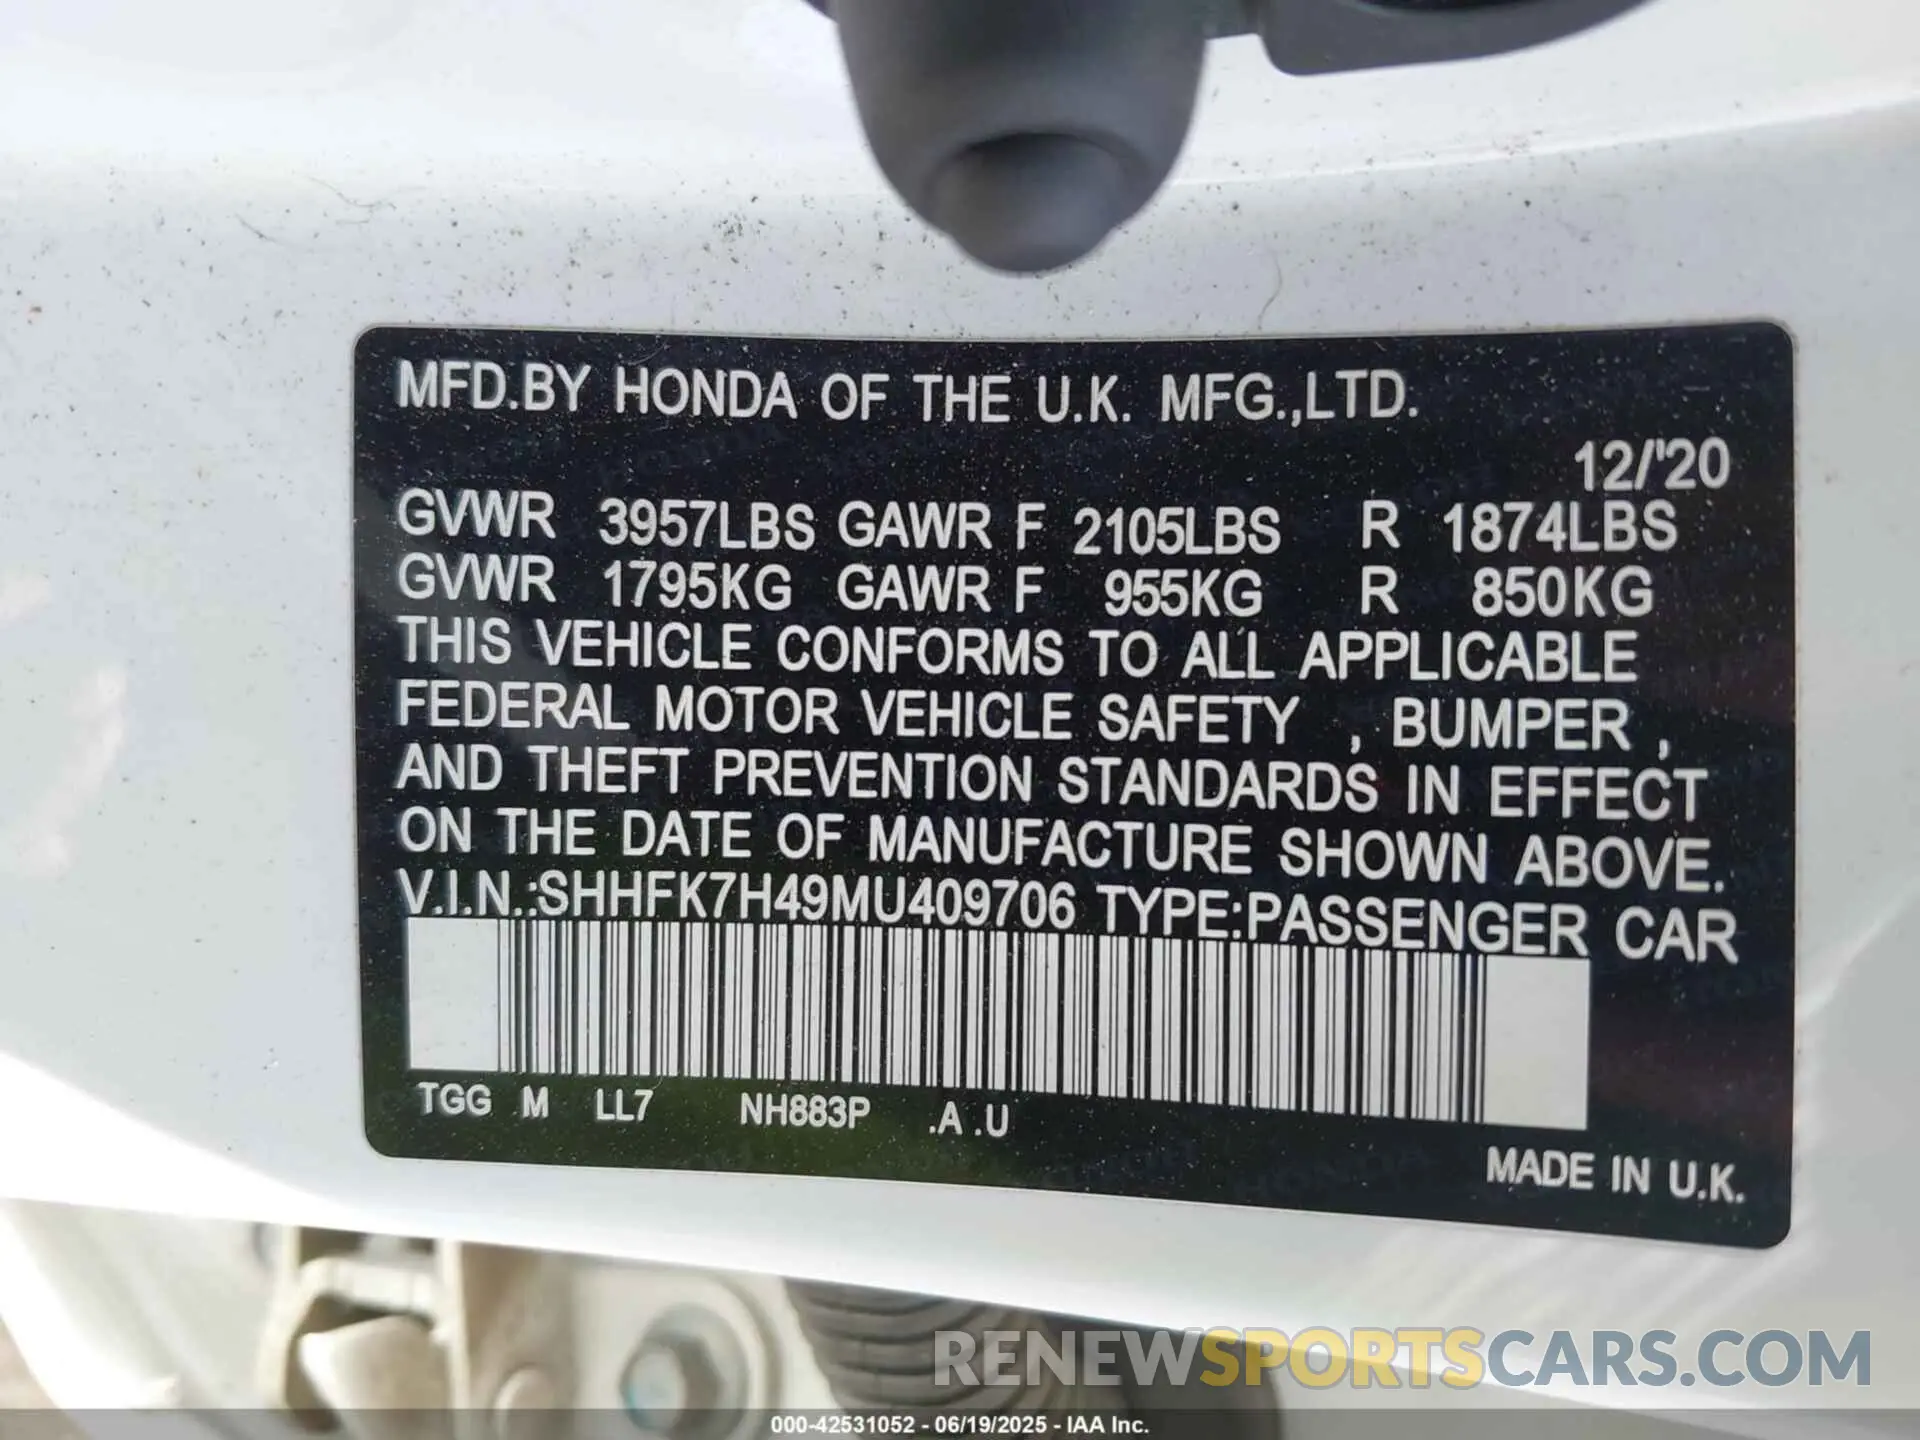 MFD.BY HONDA OF THE U.K. MFG.,LTD.
12/'20
GVWR 3957LBS GAWR F 2105LBS R 1874LBS
GVWR 1795KG GAWR F 955KG R 850KG
THIS VEHICLE CONFORMS TO ALL APPLICABLE
FEDERAL MOTOR VEHICLE SAFETY , BUMPER ,
AND THEFT PREVENTION STANDARDS IN EFFECT
ON THE DATE OF MANUFACTURE SHOWN ABOVE.
V.I.N.:SHHFK7H49MU409706 TYPE:PASSENGER CAR
TGG M LL7 NH883P .A .U
MADE IN U.K.
RENEWSPORTSCARS.COM
000-42531052 - 06/19/2025 - IAA Inc.